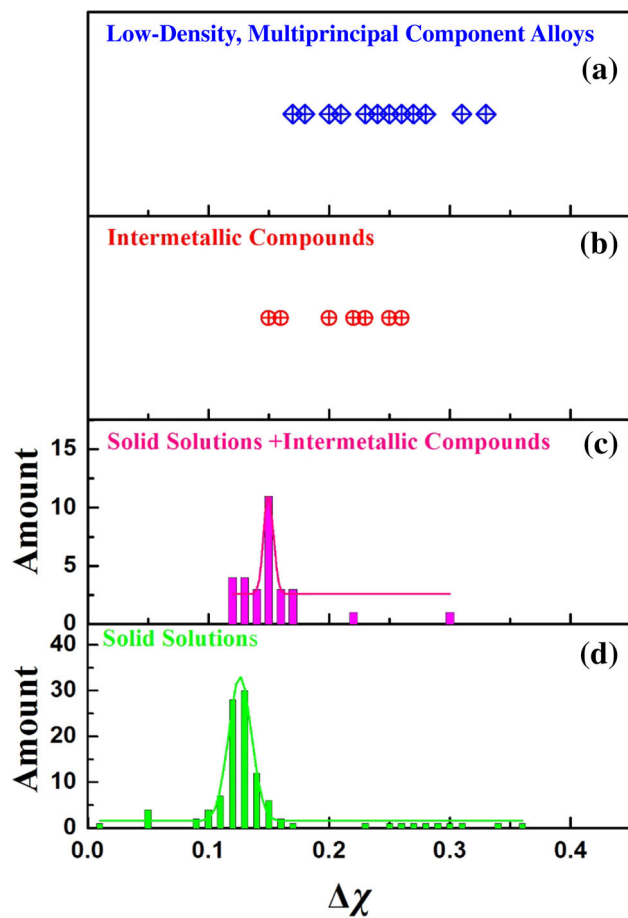 Low-Density, Multiprincipal Component Alloys
(a)
Intermetallic Compounds
(b)
Solid Solutions +Intermetallic Compounds
(c)
15
10
5
0
Amount
Solid Solutions
(d)
40
30
20
10
0
Amount
0.0 0.1 0.2 0.3 0.4
Δχ